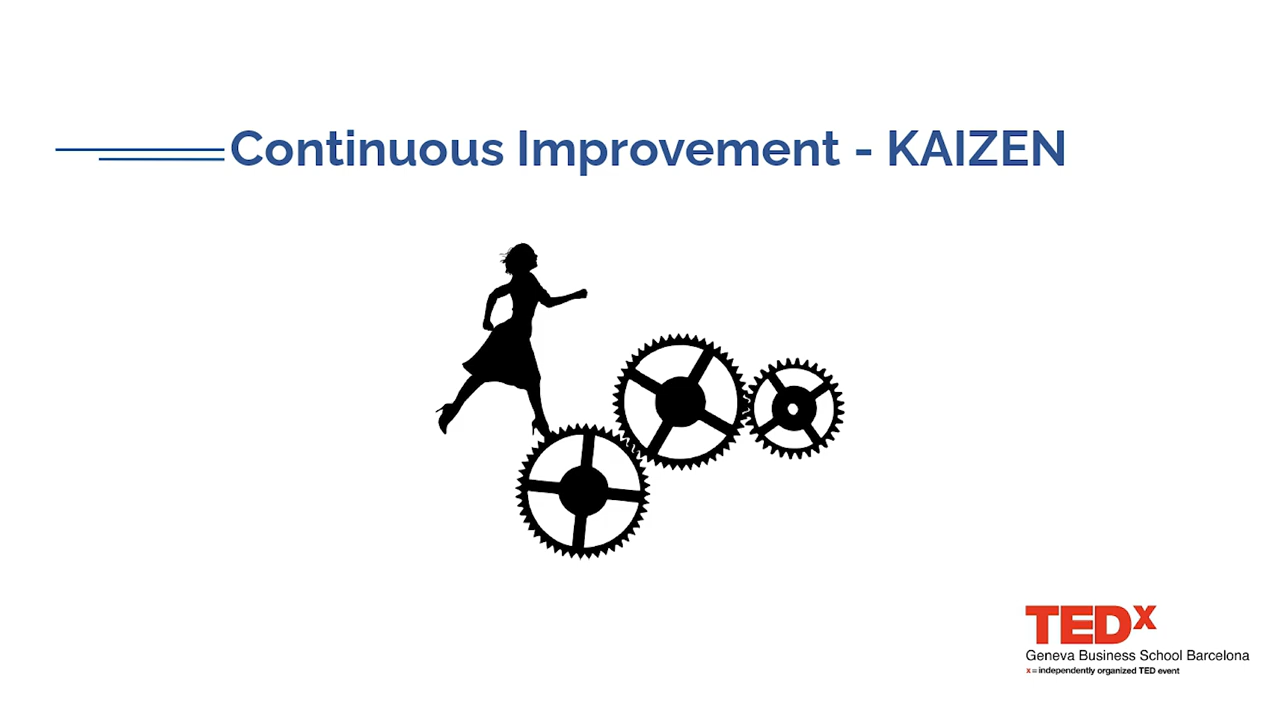 Continuous Improvement - KAIZEN
TEDx
Geneva Business School Barcelona
x = independently organized TED event